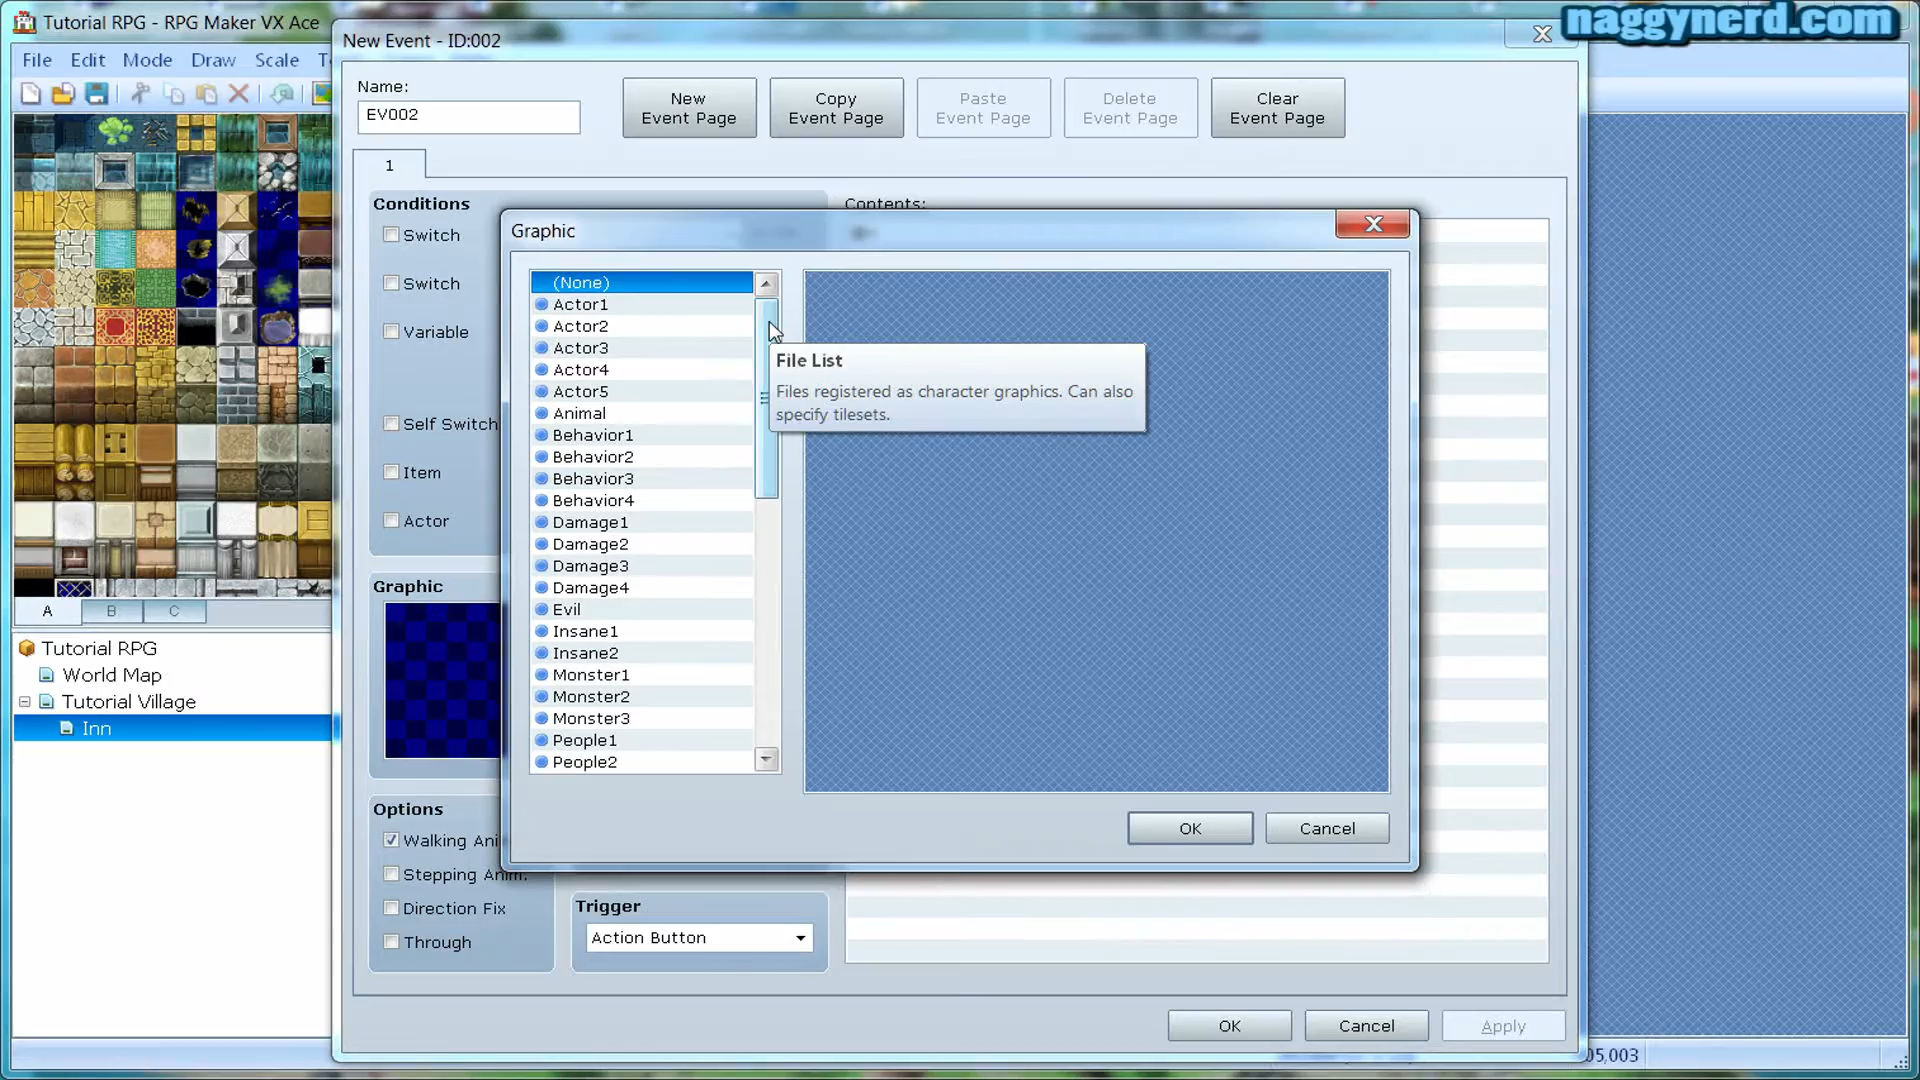 Tutorial RPG - RPG Maker VX Ace
naggynerd.com
New Event - ID:002
File Edit Mode Draw Scale
Name:
EV002
New
Event Page
Copy
Event Page
Paste
Event Page
Delete
Event Page
Clear
Event Page
1
Conditions
Contents:
Switch
Switch
Variable
Self Switch
Item
Actor
Graphic
(None)
Actor1
Actor2
Actor3
Actor4
Actor5
Animal
Behavior1
Behavior2
Behavior3
Behavior4
Damage1
Damage2
Damage3
Damage4
Evil
Insane1
Insane2
Monster1
Monster2
Monster3
People1
People2
File List
Files registered as character graphics. Can also
specify tilesets.
OK Cancel
Graphic
A B C
Tutorial RPG
World Map
Tutorial Village
Inn
Options
Walking Ani
Stepping Anim.
Direction Fix
Through
Trigger
Action Button
OK Cancel Apply
05,003